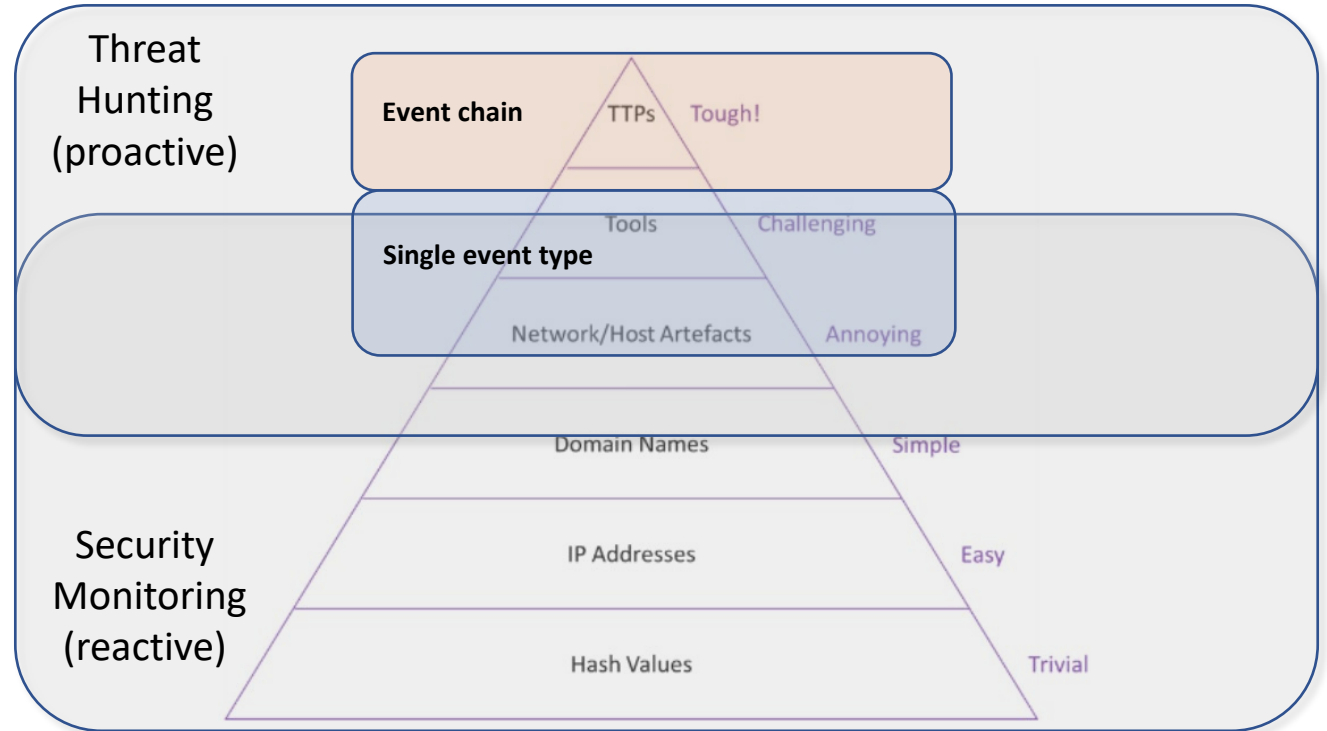 Threat
Hunting
(proactive)
Event chain
TTPs
Tough!
Tools
Challenging
Single event type
Network/Host Artefacts
Annoying
Domain Names
Simple
Security
Monitoring
(reactive)
IP Addresses
Easy
Hash Values
Trivial